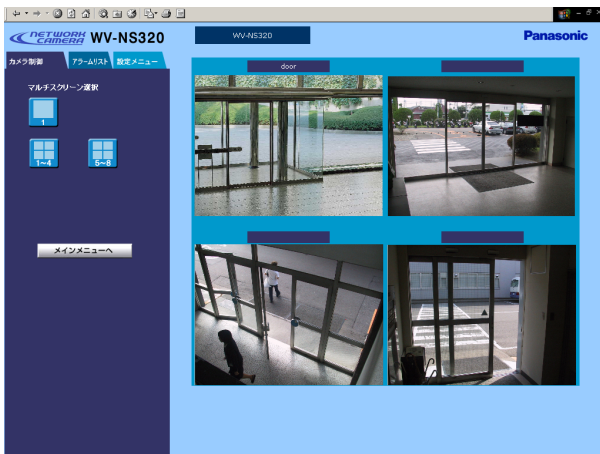 NETWORK CAMERA WV-NS320
WV-NS320
Panasonic
カメラ制御
アラームリスト
設定メニュー
door
マルチスクリーン選択
1
1~4
5~8
メインメニューへ